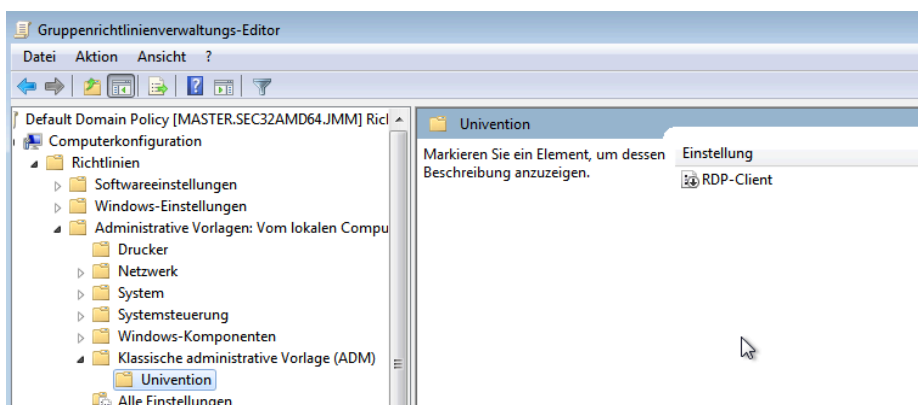 Gruppenrichtlinienverwaltungs-Editor
Datei Aktion Ansicht ?
Default Domain Policy [MASTER.SEC32AMD64.JMM] Ricl
Computerkonfiguration
Richtlinien
Softwareeinstellungen
Windows-Einstellungen
Administrative Vorlagen: Vom lokalen Compu
Drucker
Netzwerk
System
Systemsteuerung
Windows-Komponenten
Klassische administrative Vorlage (ADM)
Univention
Alle Einstellungen
Univention
Markieren Sie ein Element, um dessen
Beschreibung anzuzeigen.
Einstellung
RDP-Client